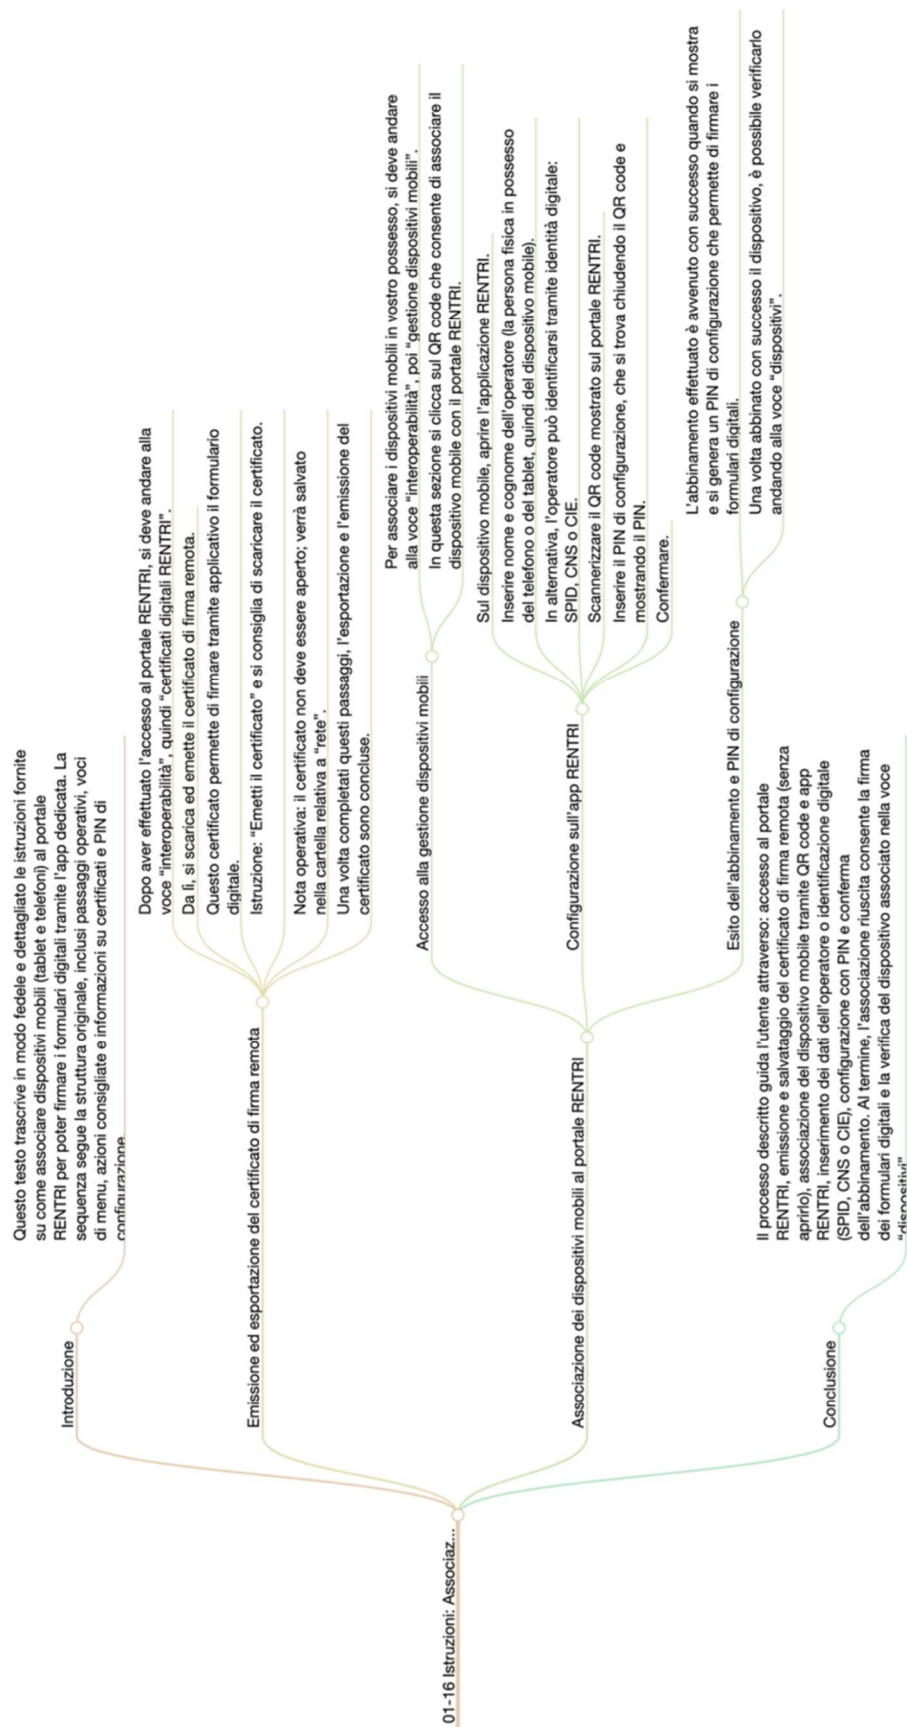 01-16 Istruzioni: Associaz...
Introduzione
Questo testo trascrive in modo fedele e dettagliato le istruzioni fornite
su come associare dispositivi mobili (tablet e telefoni) al portale
RENTRI per poter firmare i formulari digitali tramite l'app dedicata. La
sequenza segue la struttura originale, inclusi passaggi operativi, voci
di menu, azioni consigliate e informazioni su certificati e PIN di
configurazione
Emissione ed esportazione del certificato di firma remota
Dopo aver effettuato l'accesso al portale RENTRI, si deve andare alla
voce "interoperabilità", quindi "certificati digitali RENTRI".
Da lì, si scarica ed emette il certificato di firma remota.
Questo certificato permette di firmare tramite applicativo il formulario
digitale.
Istruzione: "Emetti il certificato" e si consiglia di scaricare il certificato.
Nota operativa: il certificato non deve essere aperto; verrà salvato
nella cartella relativa a "rete".
Una volta completati questi passaggi, l'esportazione e l'emissione del
certificato sono concluse.
Associazione dei dispositivi mobili al portale RENTRI
Accesso alla gestione dispositivi mobili
Per associare i dispositivi mobili in vostro possesso, si deve andare
alla voce "interoperabilità", poi "gestione dispositivi mobili".
In questa sezione si clicca sul QR code che consente di associare il
dispositivo mobile con il portale RENTRI.
Configurazione sull'app RENTRI
Sul dispositivo mobile, aprire l'applicazione RENTRI.
Inserire nome e cognome dell'operatore (la persona fisica in possesso
del telefono o del tablet, quindi del dispositivo mobile).
In alternativa, l'operatore può identificarsi tramite identità digitale:
SPID, CNS o CIE.
Scannerizzare il QR code mostrato sul portale RENTRI.
Inserire il PIN di configurazione, che si trova chiudendo il QR code e
mostrando il PIN.
Confermare.
Esito dell'abbinamento e PIN di configurazione
L'abbinamento effettuato è avvenuto con successo quando si mostra
e si genera un PIN di configurazione che permette di firmare i
formulari digitali.
Una volta abbinato con successo il dispositivo, è possibile verificarlo
andando alla voce "dispositivi".
Conclusione
Il processo descritto guida l'utente attraverso: accesso al portale
RENTRI, emissione e salvataggio del certificato di firma remota (senza
aprirlo), associazione del dispositivo mobile tramite QR code e app
RENTRI, inserimento dei dati dell'operatore o identificazione digitale
(SPID, CNS o CIE), configurazione con PIN e conferma
dell'abbinamento. Al termine, l'associazione riuscita consente la firma
dei formulari digitali e la verifica del dispositivo associato nella voce
"dispositivi"